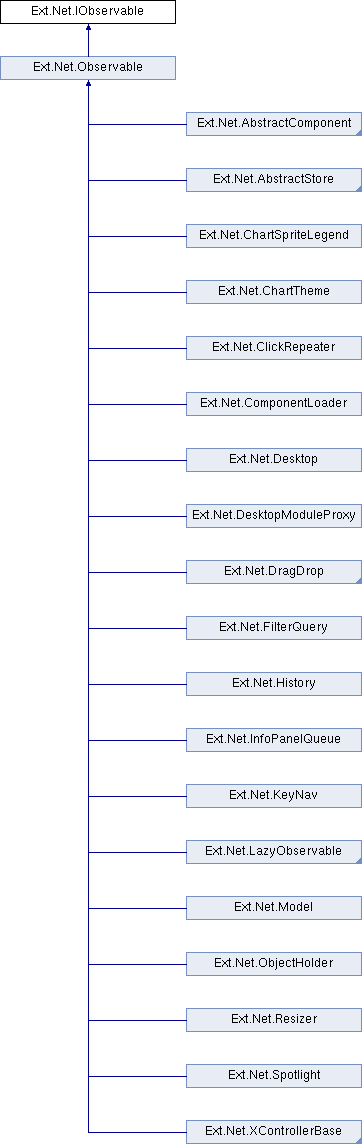 Ext.Net.IObservable
Ext.Net.Observable
Ext.Net.AbstractComponent
Ext.Net.AbstractStore
Ext.Net.ChartSpriteLegend
Ext.Net.ChartTheme
Ext.Net.ClickRepeater
Ext.Net.ComponentLoader
Ext.Net.Desktop
Ext.Net.DesktopModuleProxy
Ext.Net.DragDrop
Ext.Net.FilterQuery
Ext.Net.History
Ext.Net.InfoPanelQueue
Ext.Net.KeyNav
Ext.Net.LazyObservable
Ext.Net.Model
Ext.Net.ObjectHolder
Ext.Net.Resizer
Ext.Net.Spotlight
Ext.Net.XControllerBase